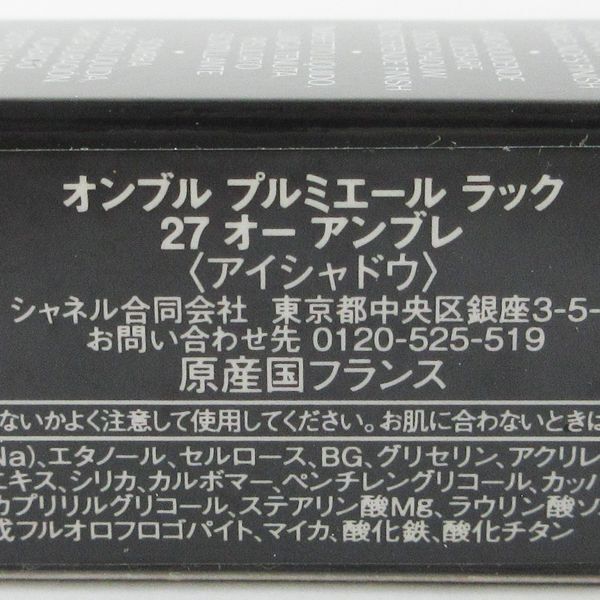 オンブル プルミエール ラック
27 オー アンブレ
〈アイシャドウ〉
シャネル合同会社 東京都中央区銀座3-5-
お問い合わせ先 0120-525-519
原産国フランス
ないかよく注意して使用してください。お肌に合わないときは
Na)、エタノール、セルロース、BG、グリセリン、アクリレ
エキス、シリカ、カルボマー、ペンチレングリコール、カッ
カプリリルグリコール、ステアリン酸Mg、ラウリン酸ソ
成フルオロフロゴパイト、マイカ、酸化鉄、酸化チタン